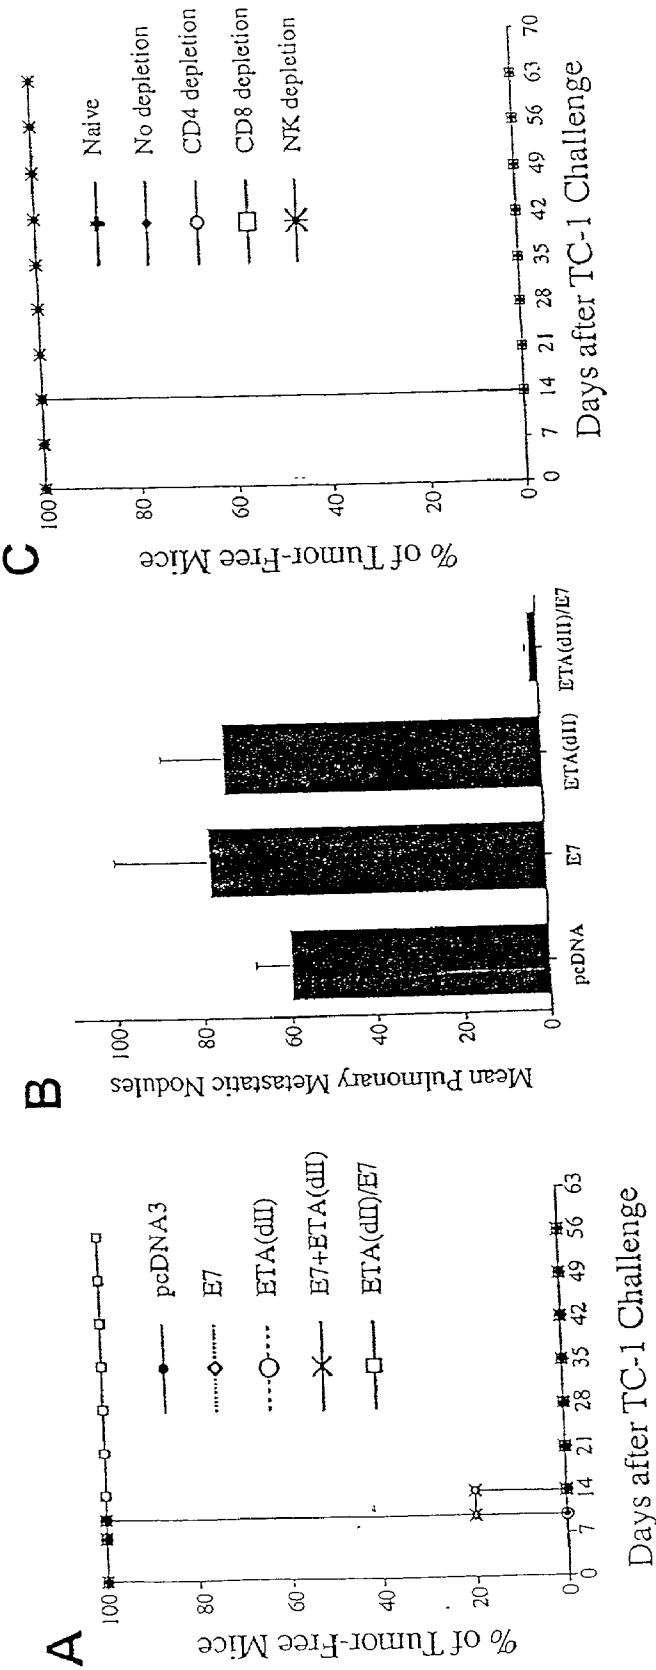 A
% of Tumor-Free Mice
100
80
60
40
20
0
0 7 14 21 28 35 42 49 56 63
Days after TC-1 Challenge
pcDNA3
E7
ETA(dII)
E7+ETA(dII)
ETA(dII)/E7
B
Mean Pulmonary Metastatic Nodules
100
80
60
40
20
0
pcDNA
E7
ETA(dII)
ETA(dII)/E7
C
% of Tumor-Free Mice
100
80
60
40
20
0
0 7 14 21 28 35 42 49 56 63 70
Days after TC-1 Challenge
Naive
No depletion
CD4 depletion
CD8 depletion
NK depletion